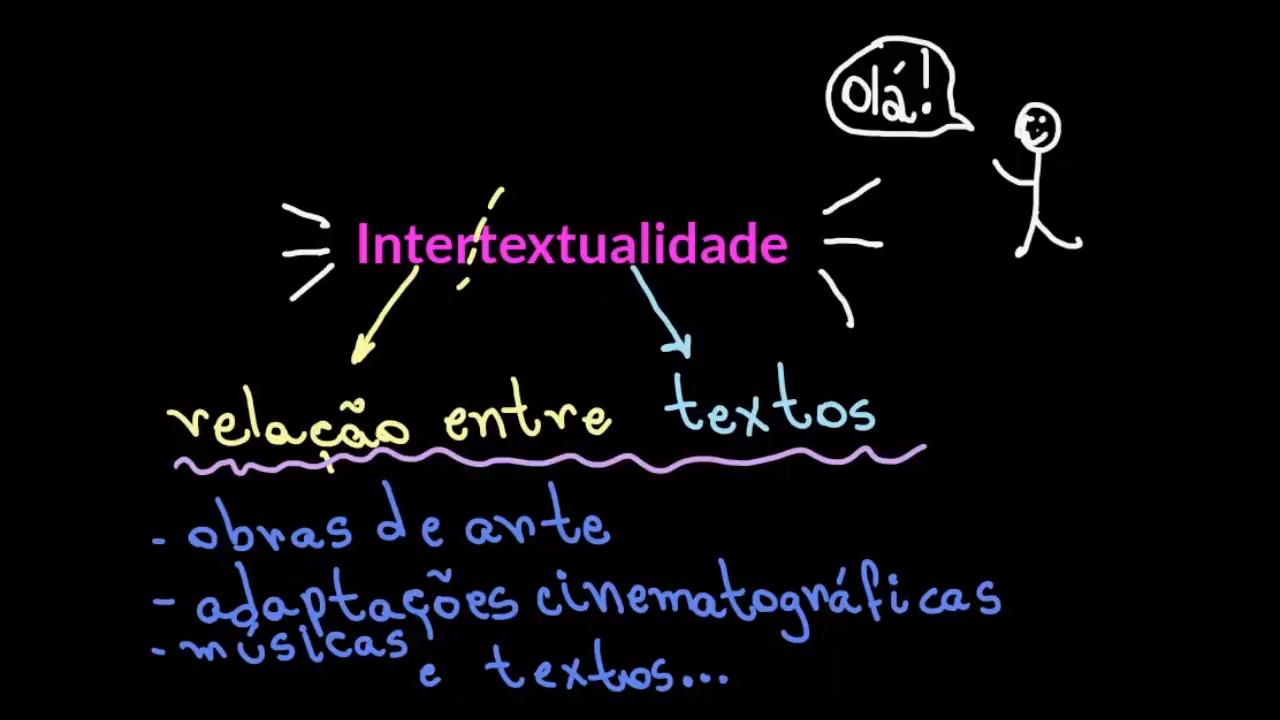 Olá!
Intertextualidade
relação entre textos
- obras de arte
- adaptações cinematográficas
- músicas
e textos...